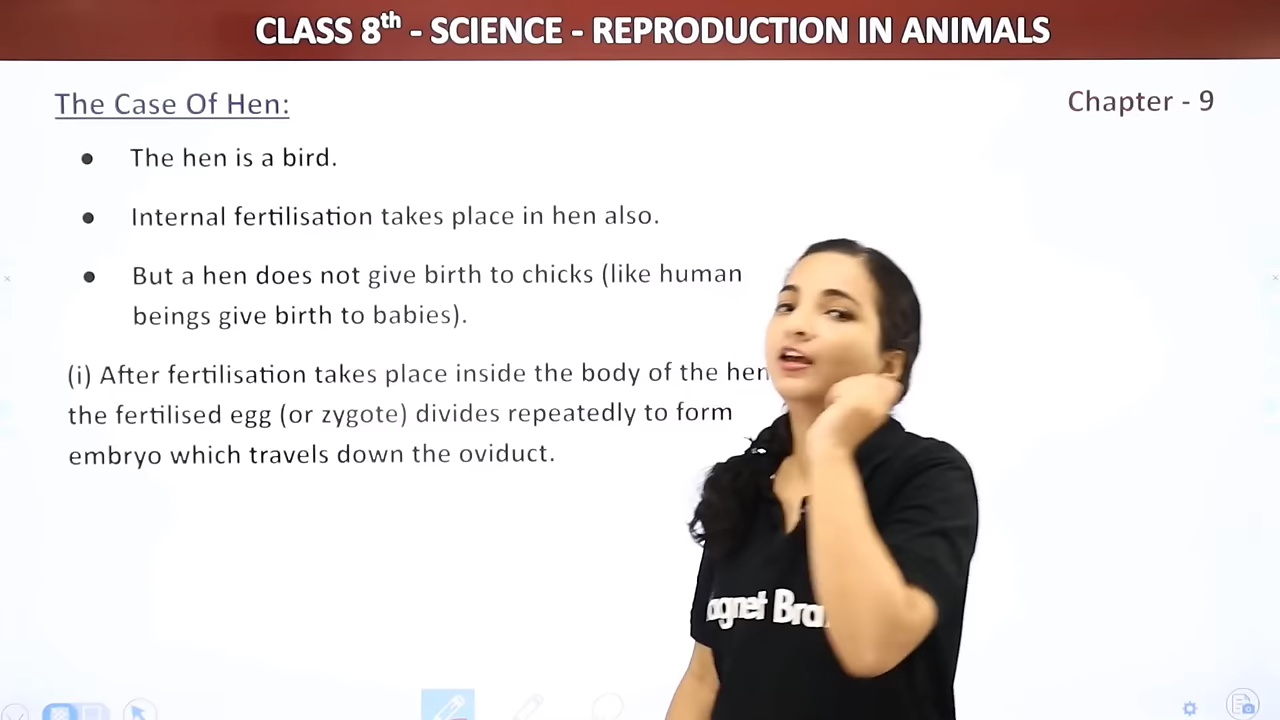 CLASS 8th - SCIENCE - REPRODUCTION IN ANIMALS
The Case Of Hen:
Chapter - 9
● The hen is a bird.
● Internal fertilisation takes place in hen also.
● But a hen does not give birth to chicks (like human
beings give birth to babies).
(i) After fertilisation takes place inside the body of the hen
the fertilised egg (or zygote) divides repeatedly to form
embryo which travels down the oviduct.